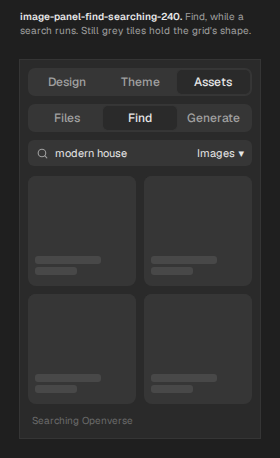 image-panel-find-searching-240. Find, while a
search runs. Still grey tiles hold the grid's shape.
Design Theme Assets
Files Find Generate
modern house Images ▾
Searching Openverse